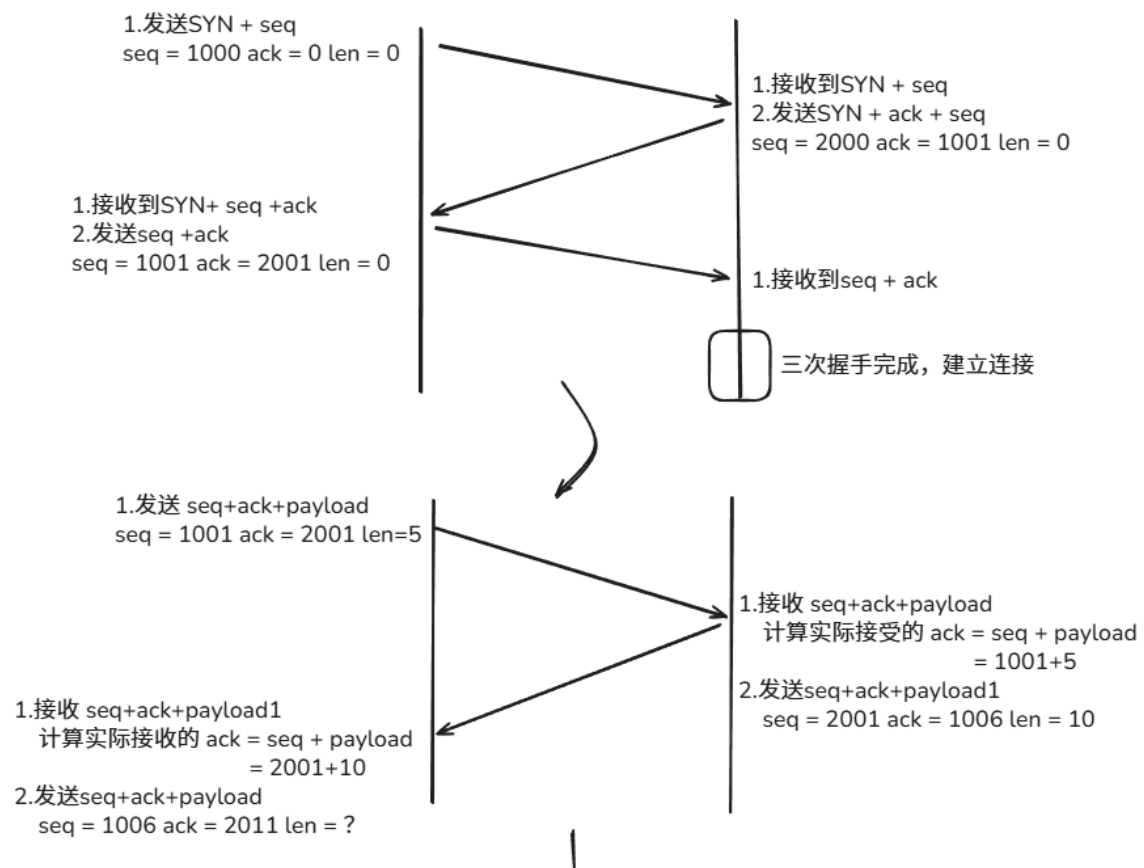 1.发送SYN + seq
seq = 1000 ack = 0 len = 0
1.接收到SYN + seq
2.发送SYN + ack + seq
seq = 2000 ack = 1001 len = 0
1.接收到SYN+ seq +ack
2.发送seq +ack
seq = 1001 ack = 2001 len = 0
1.接收到seq + ack
三次握手完成，建立连接
1.发送 seq+ack+payload
seq = 1001 ack = 2001 len=5
1.接收 seq+ack+payload
计算实际接受的 ack = seq + payload
= 1001+5
2.发送seq+ack+payload1
seq = 2001 ack = 1006 len = 10
1.接收 seq+ack+payload1
计算实际接收的 ack = seq + payload
= 2001+10
2.发送seq+ack+payload
seq = 1006 ack = 2011 len = ？